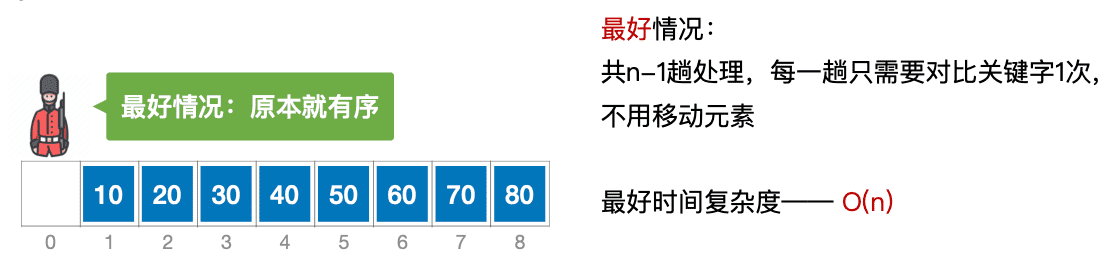 最好情况：原本就有序
10 20 30 40 50 60 70 80
0 1 2 3 4 5 6 7 8
最好情况：
共n-1趟处理，每一趟只需要对比关键字1次，
不用移动元素
最好时间复杂度—— O(n)